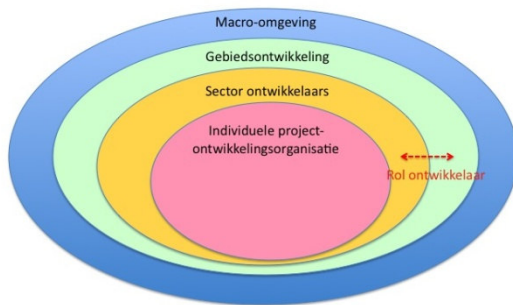 Macro-omgeving
Gebiedsontwikkeling
Sector ontwikkelaars
Individuele project-
ontwikkelingsorganisatie
Rol ontwikkelaar